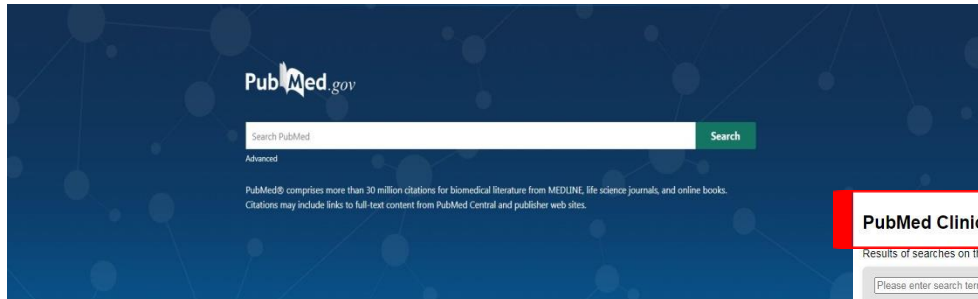 PubMed.gov
Search PubMed
Search
Advanced
PubMed® comprises more than 30 million citations for biomedical literature from MEDLINE, life science journals, and online books.
Citations may include links to full-text content from PubMed Central and publisher web sites.
PubMed Clinic
Results of searches on th
Please enter search ter